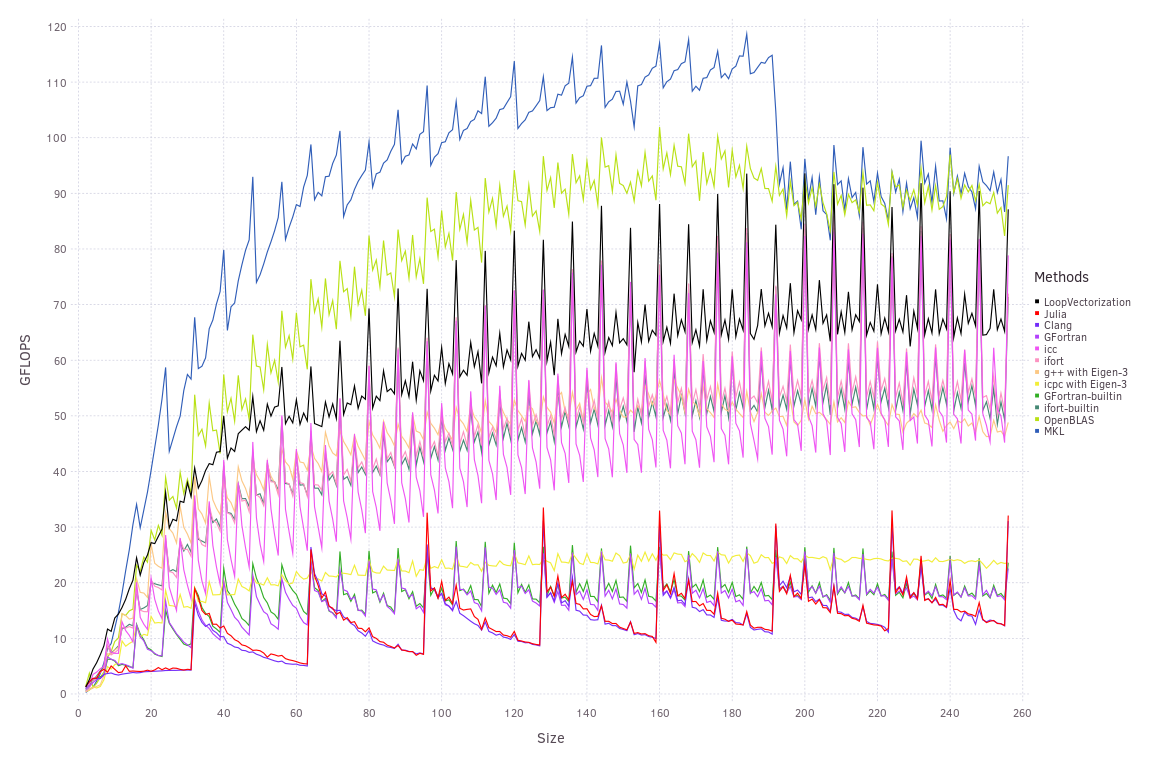 120
110
100
90
80
70
60
50
40
30
20
10
0
GFLOPS
0 20 40 60 80 100 120 140 160 180 200 220 240 260
Size
Methods
LoopVectorization
Julia
Clang
GFortran
icc
ifort
g++ with Eigen-3
icpc with Eigen-3
GFortran-builtin
ifort-builtin
OpenBLAS
MKL